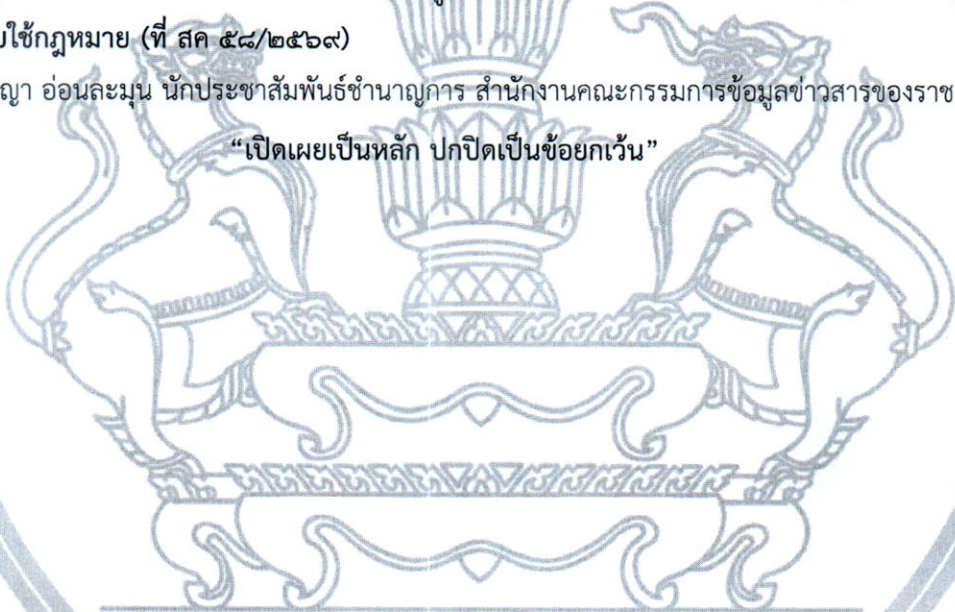 ใช้กฎหมาย (ที่ สค ๕๘/๒๕๖๙)
ญา อ่อนละมุน นักประชาสัมพันธ์ชำนาญการ สำนักงานคณะกรรมการข้อมูลข่าวสารของราช
“เปิดเผยเป็นหลัก ปกปิดเป็นข้อยกเว้น”